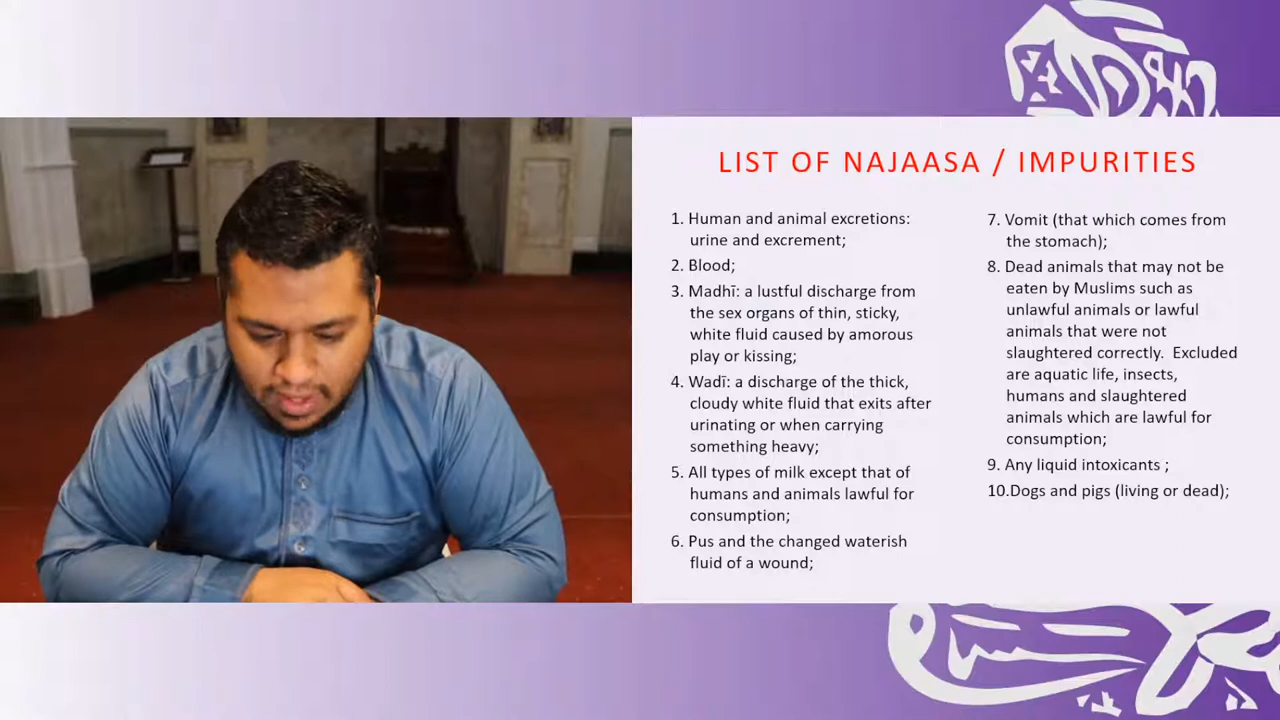 LIST OF NAJAASA / IMPURITIES
1. Human and animal excretions:
urine and excrement;
2. Blood;
3. Madhī: a lustful discharge from
the sex organs of thin, sticky,
white fluid caused by amorous
play or kissing;
4. Wadī: a discharge of the thick,
cloudy white fluid that exits after
urinating or when carrying
something heavy;
5. All types of milk except that of
humans and animals lawful for
consumption;
6. Pus and the changed waterish
fluid of a wound;
7. Vomit (that which comes from
the stomach);
8. Dead animals that may not be
eaten by Muslims such as
unlawful animals or lawful
animals that were not
slaughtered correctly.  Excluded
are aquatic life, insects,
humans and slaughtered
animals which are lawful for
consumption;
9. Any liquid intoxicants ;
10.Dogs and pigs (living or dead);